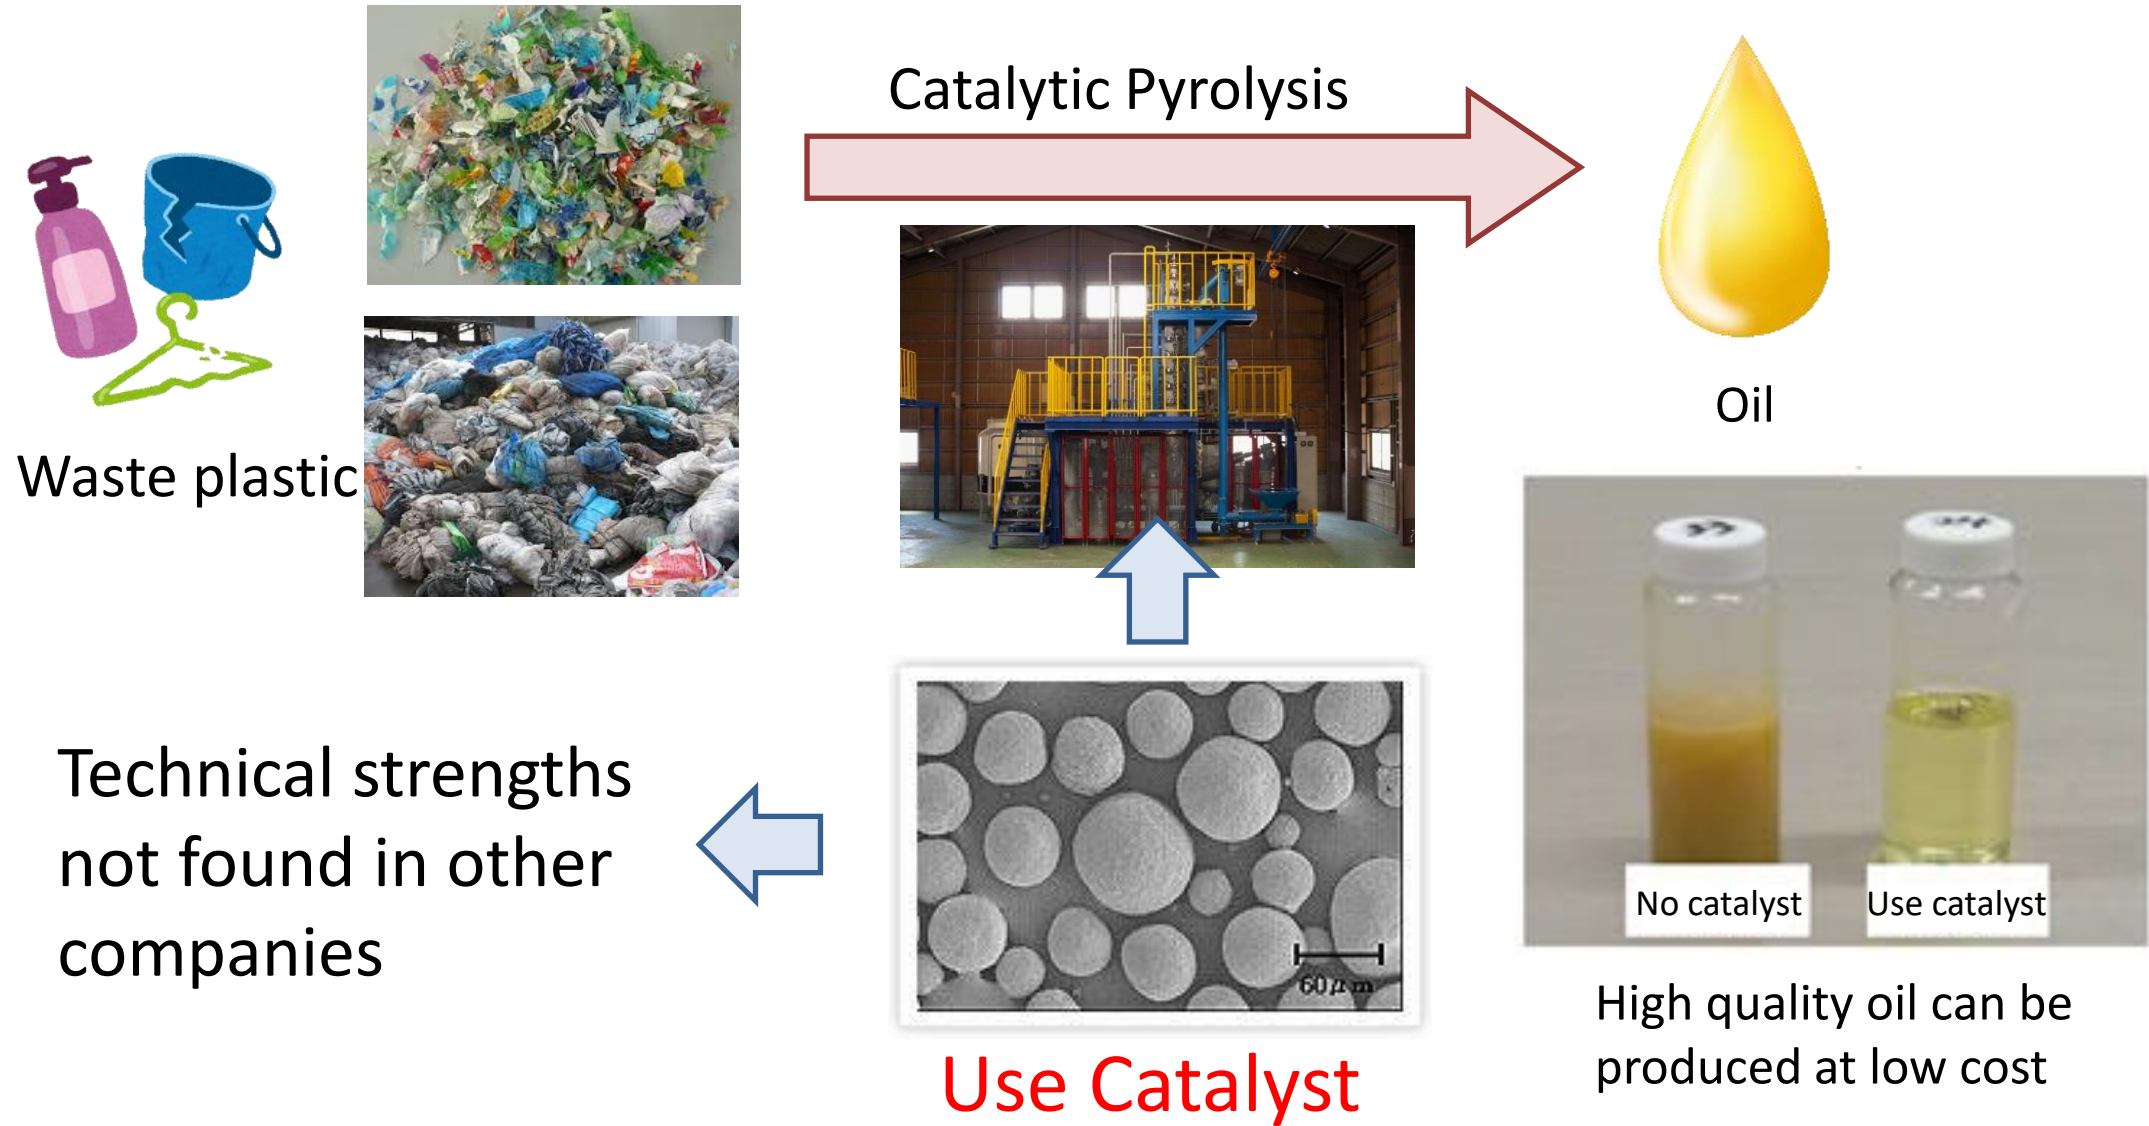 Catalytic Pyrolysis
Waste plastic
Oil
No catalyst
Use catalyst
High quality oil can be
produced at low cost
Technical strengths
not found in other
companies
60μm
Use Catalyst